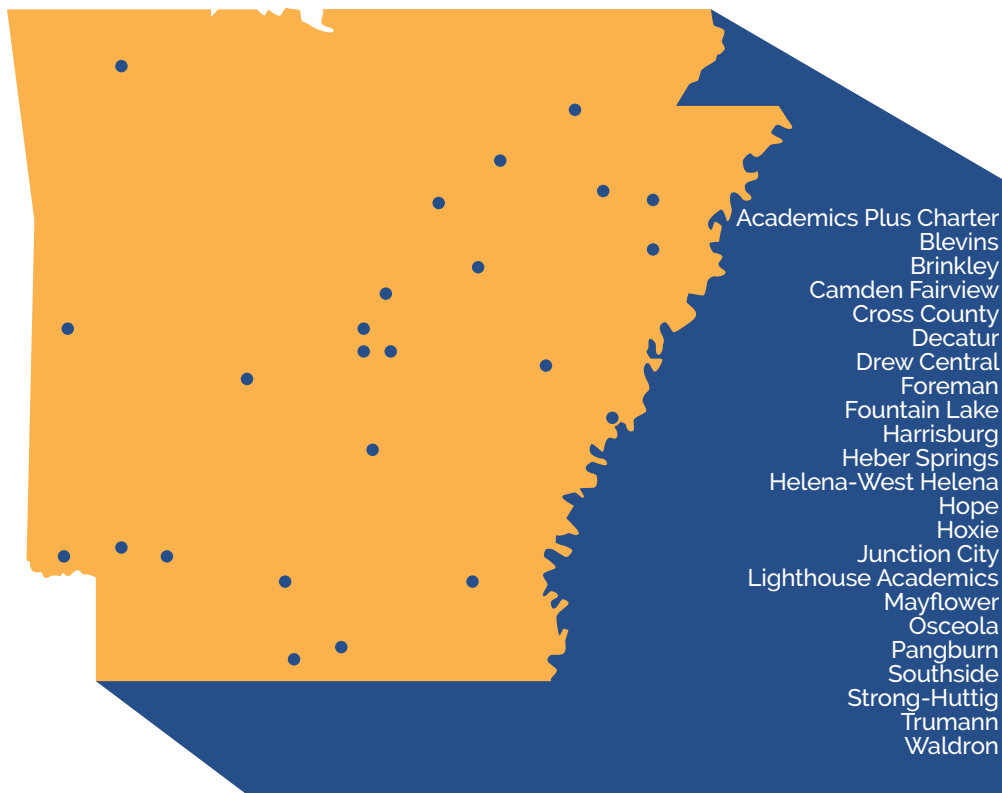 Academics Plus Charter
Blevins
Brinkley
Camden Fairview
Cross County
Decatur
Drew Central
Foreman
Fountain Lake
Harrisburg
Heber Springs
Helena-West Helena
Hope
Hoxie
Junction City
Lighthouse Academics
Mayflower
Osceola
Pangburn
Southside
Strong-Huttig
Trumann
Waldron